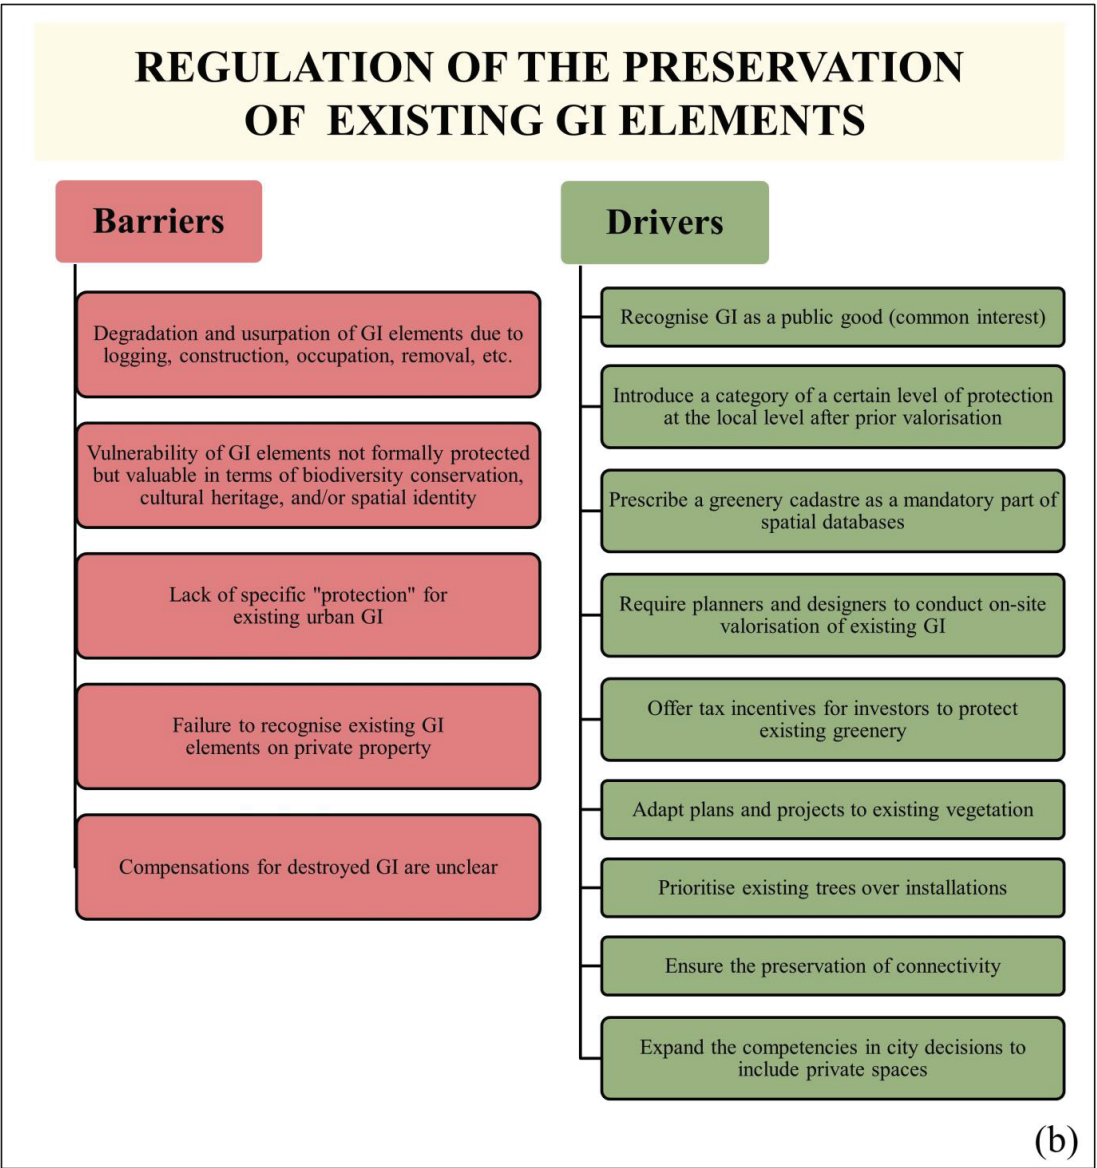 REGULATION OF THE PRESERVATION
OF EXISTING GI ELEMENTS
Barriers
Degradation and usurpation of GI elements due to
logging, construction, occupation, removal, etc.
Vulnerability of GI elements not formally protected
but valuable in terms of biodiversity conservation,
cultural heritage, and/or spatial identity
Lack of specific "protection" for
existing urban GI
Failure to recognise existing GI
elements on private property
Compensations for destroyed GI are unclear
Drivers
Recognise GI as a public good (common interest)
Introduce a category of a certain level of protection
at the local level after prior valorisation
Prescribe a greenery cadastre as a mandatory part of
spatial databases
Require planners and designers to conduct on-site
valorisation of existing GI
Offer tax incentives for investors to protect
existing greenery
Adapt plans and projects to existing vegetation
Prioritise existing trees over installations
Ensure the preservation of connectivity
Expand the competencies in city decisions to
include private spaces
(b)